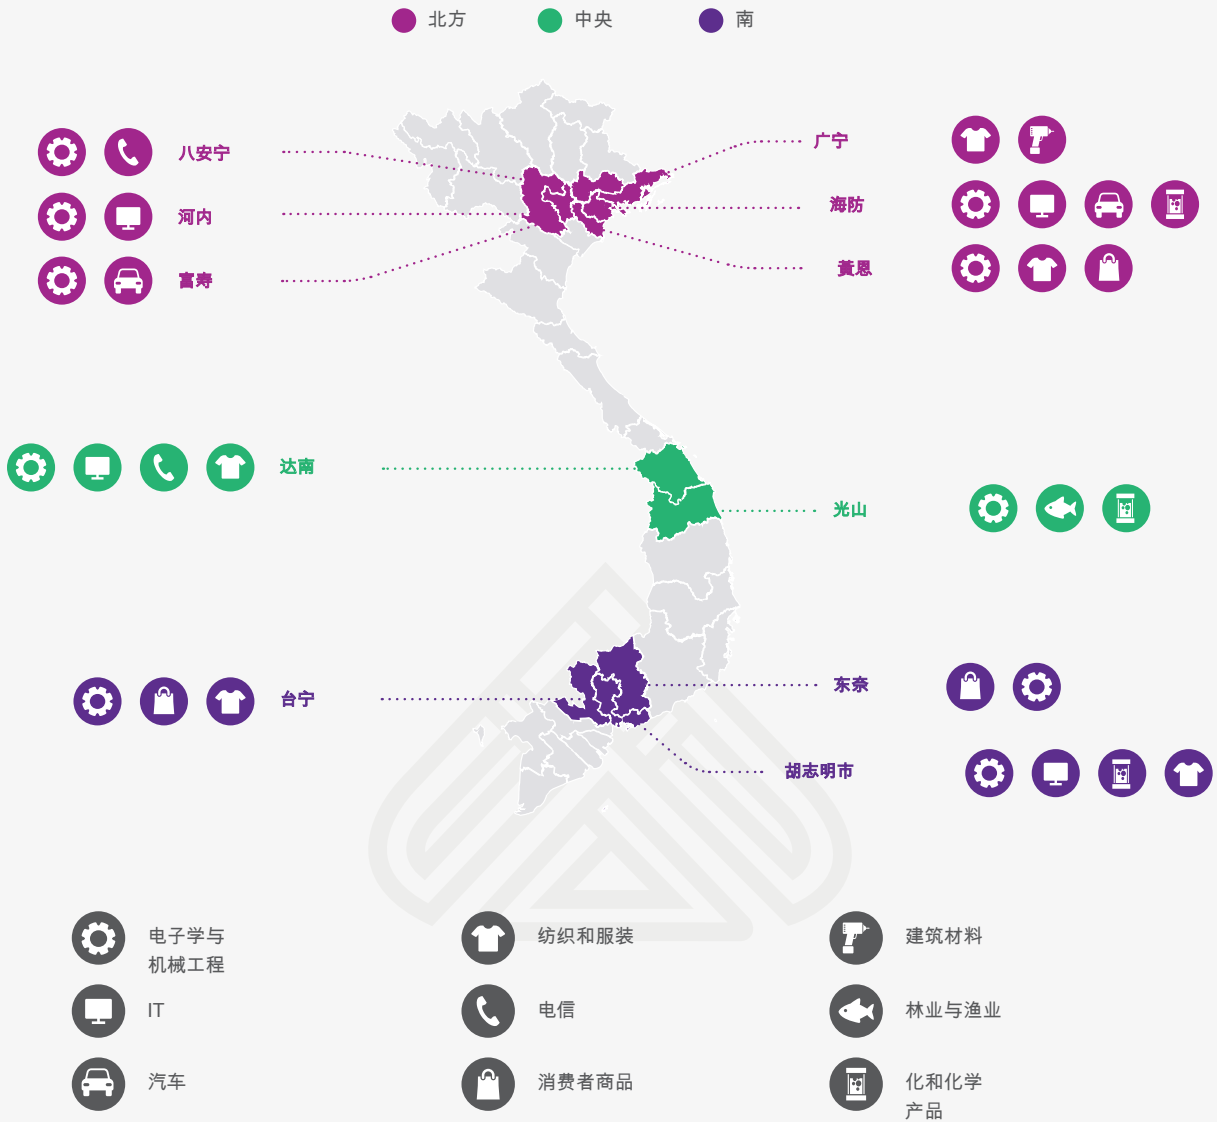 北方
中央
南
八安宁
河内
富寿
广宁
海防
黃恩
达南
光山
台宁
东奈
胡志明市
电子学与
机械工程
IT
汽车
纺织和服装
电信
消费者商品
建筑材料
林业与渔业
化和化学
产品